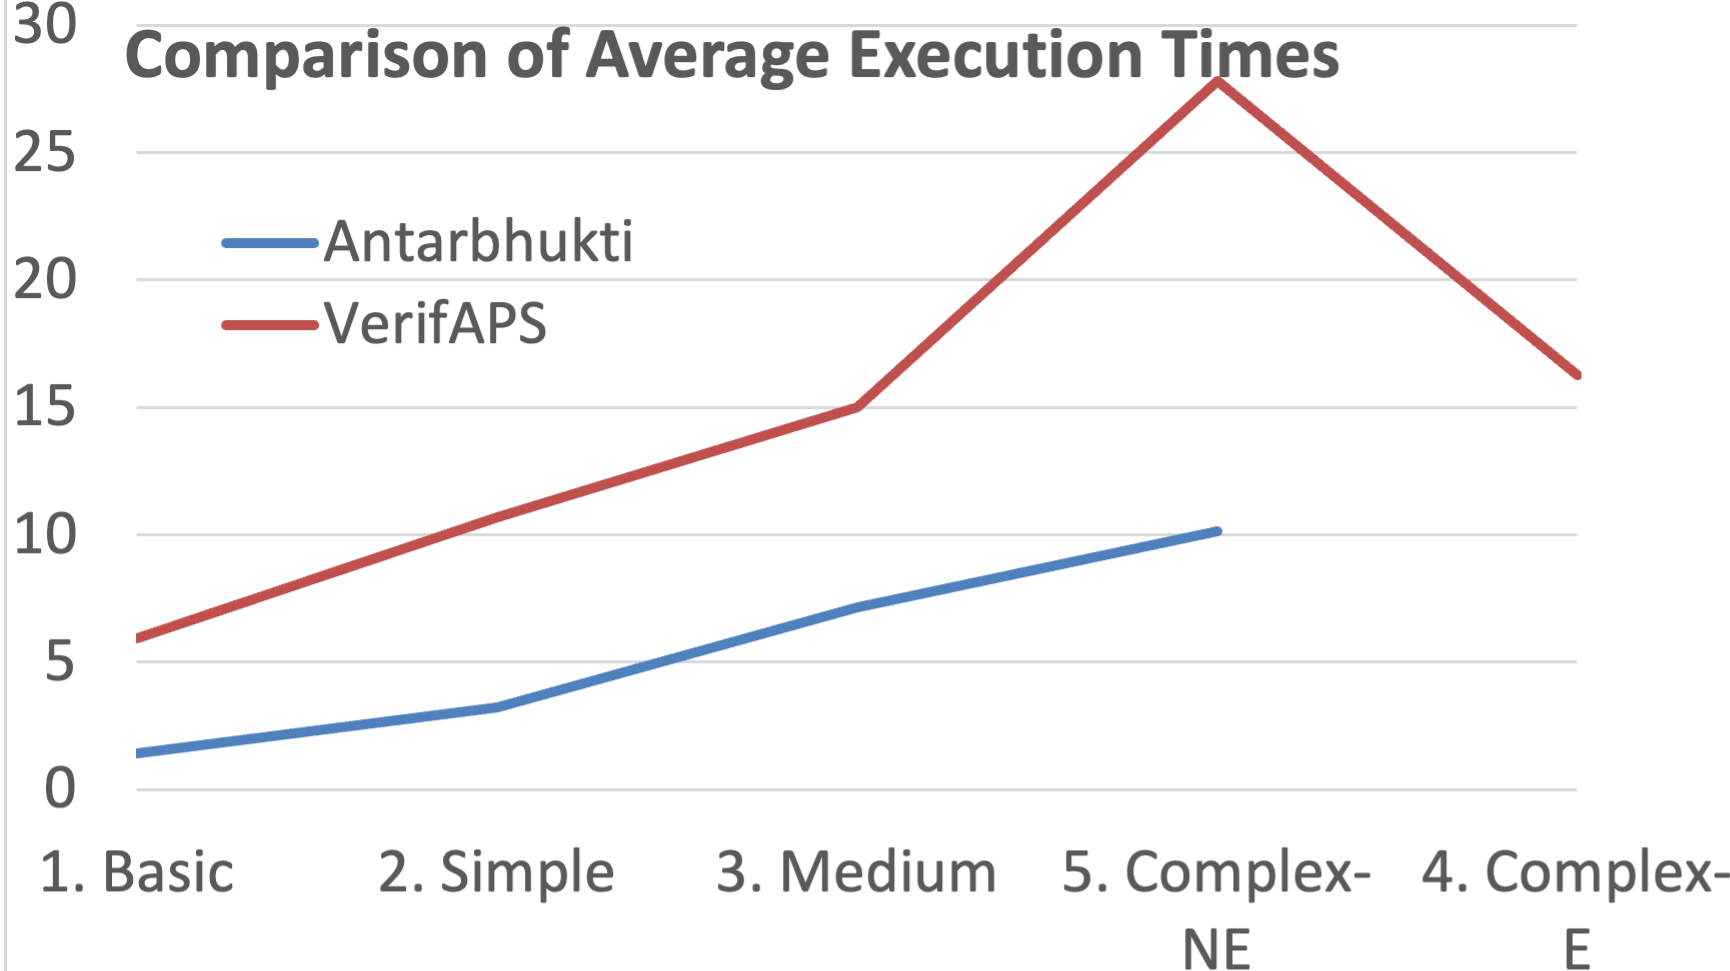 Comparison of Average Execution Times
30
25
20
15
10
5
0
Antarbhukti
VerifAPS
1. Basic
2. Simple
3. Medium
5. Complex-
NE
4. Complex-
E